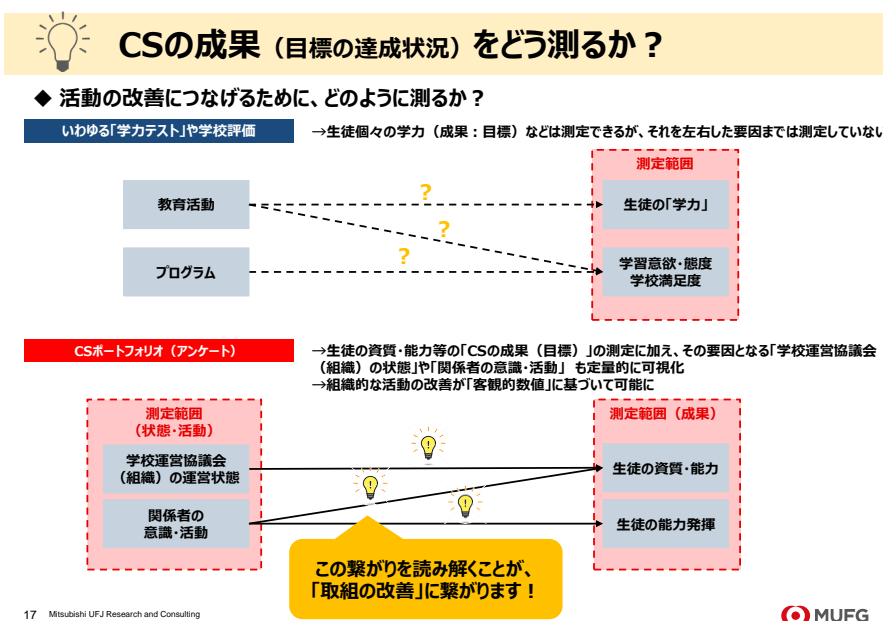 CSの成果（目標の達成状況）をどう測るか？
◆ 活動の改善につなげるために、どのように測るか？
いわゆる「学力テスト」や学校評価
→生徒個々の学力（成果：目標）などは測定できるが、それを左右した要因までは測定していない
測定範囲
教育活動
?
生徒の「学力」
?
プログラム
?
学習意欲・態度
学校満足度
CSポートフォリオ（アンケート）
→生徒の資質・能力等の「CSの成果（目標）」の測定に加え、その要因となる「学校運営協議会
（組織）の状態」や「関係者の意識・活動」も定量的に可視化
→組織的な活動の改善が「客観的数値」に基づいて可能に
測定範囲
（状態・活動）
測定範囲（成果）
学校運営協議会
（組織）の運営状態
生徒の資質・能力
関係者の
意識・活動
生徒の能力発揮
この繋がりを読み解くことが、
「取組の改善」に繋がります！
17 Mitsubishi UFJ Research and Consulting
MUFG